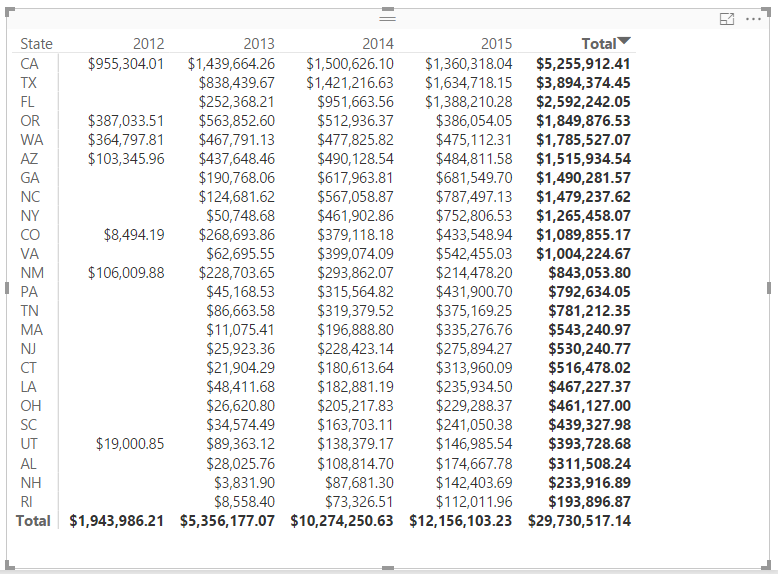 State 2012 2013 2014 2015 Total
CA $955,304.01 $1,439,664.26 $1,500,626.10 $1,360,318.04 $5,255,912.41
TX $838,439.67 $1,421,216.63 $1,634,718.15 $3,894,374.45
FL $252,368.21 $951,663.56 $1,388,210.28 $2,592,242.05
OR $387,033.51 $563,852.60 $512,936.37 $386,054.05 $1,849,876.53
WA $364,797.81 $467,791.13 $477,825.82 $475,112.31 $1,785,527.07
AZ $103,345.96 $437,648.46 $490,128.54 $484,811.58 $1,515,934.54
GA $190,768.06 $617,963.81 $681,549.70 $1,490,281.57
NC $124,681.62 $567,058.87 $787,497.13 $1,479,237.62
NY $50,748.68 $461,902.86 $752,806.53 $1,265,458.07
CO $8,494.19 $268,693.86 $379,118.18 $433,548.94 $1,089,855.17
VA $62,695.55 $399,074.09 $542,455.03 $1,004,224.67
NM $106,009.88 $228,703.65 $293,862.07 $214,478.20 $843,053.80
PA $45,168.53 $315,564.82 $431,900.70 $792,634.05
TN $86,663.58 $319,379.52 $375,169.25 $781,212.35
MA $11,075.41 $196,888.80 $335,276.76 $543,240.97
NJ $25,923.36 $228,423.14 $275,894.27 $530,240.77
CT $21,904.29 $180,613.64 $313,960.09 $516,478.02
LA $48,411.68 $182,881.19 $235,934.50 $467,227.37
OH $26,620.80 $205,217.83 $229,288.37 $461,127.00
SC $34,574.49 $163,703.11 $241,050.38 $439,327.98
UT $19,000.85 $89,363.12 $138,379.17 $146,985.54 $393,728.68
AL $28,025.76 $108,814.70 $174,667.78 $311,508.24
NH $3,831.90 $87,681.30 $142,403.69 $233,916.89
RI $8,558.40 $73,326.51 $112,011.96 $193,896.87
Total $1,943,986.21 $5,356,177.07 $10,274,250.63 $12,156,103.23 $29,730,517.14